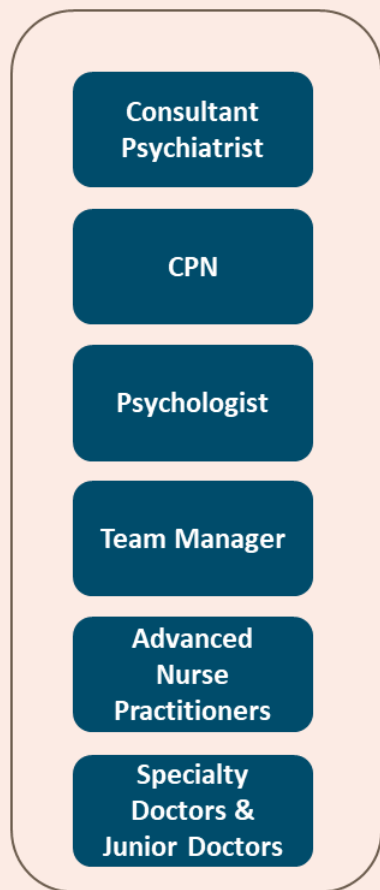 Consultant
Psychiatrist
CPN
Psychologist
Team Manager
Advanced
Nurse
Practitioners
Specialty
Doctors &
Junior Doctors